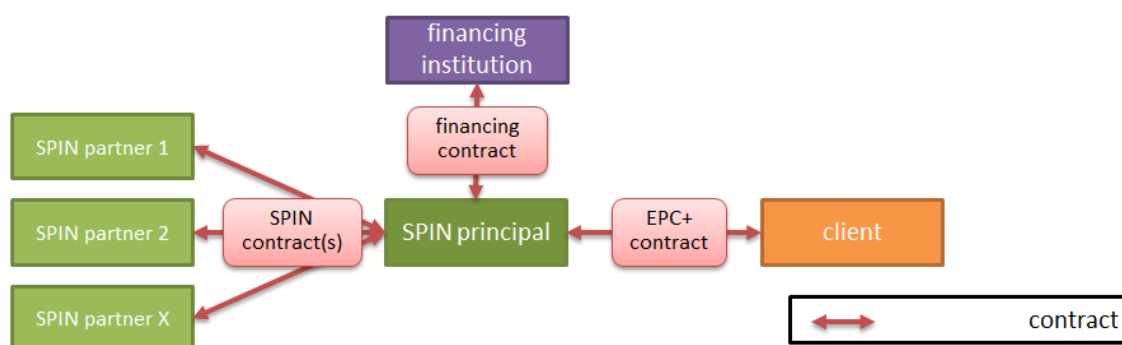 financing
institution
financing
contract
SPIN partner 1
SPIN partner 2
SPIN partner X
SPIN
contract(s)
SPIN principal
EPC+
contract
client
contract